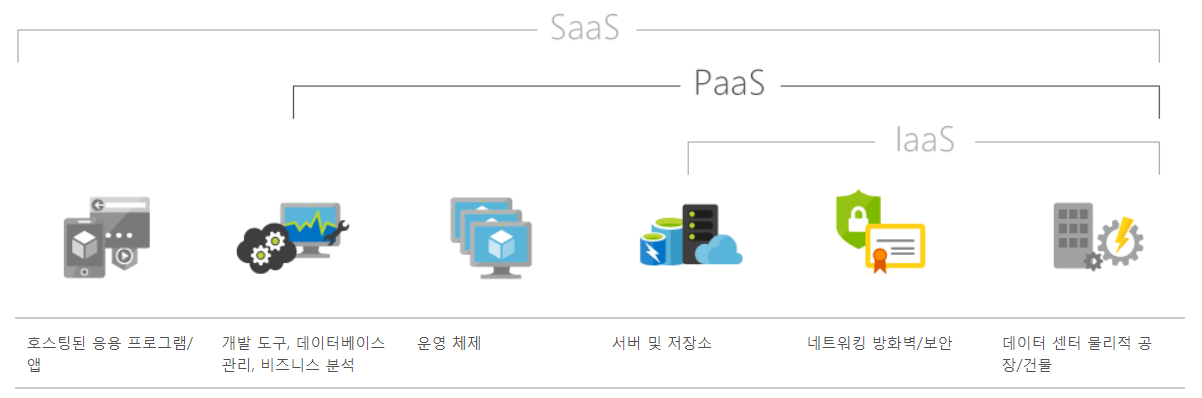 SaaS
PaaS
IaaS
호스팅된 응용 프로그램/
앱
개발 도구, 데이터베이스
관리, 비즈니스 분석
운영 체제
서버 및 저장소
네트워킹 방화벽/보안
데이터 센터 물리적 공
장/건물